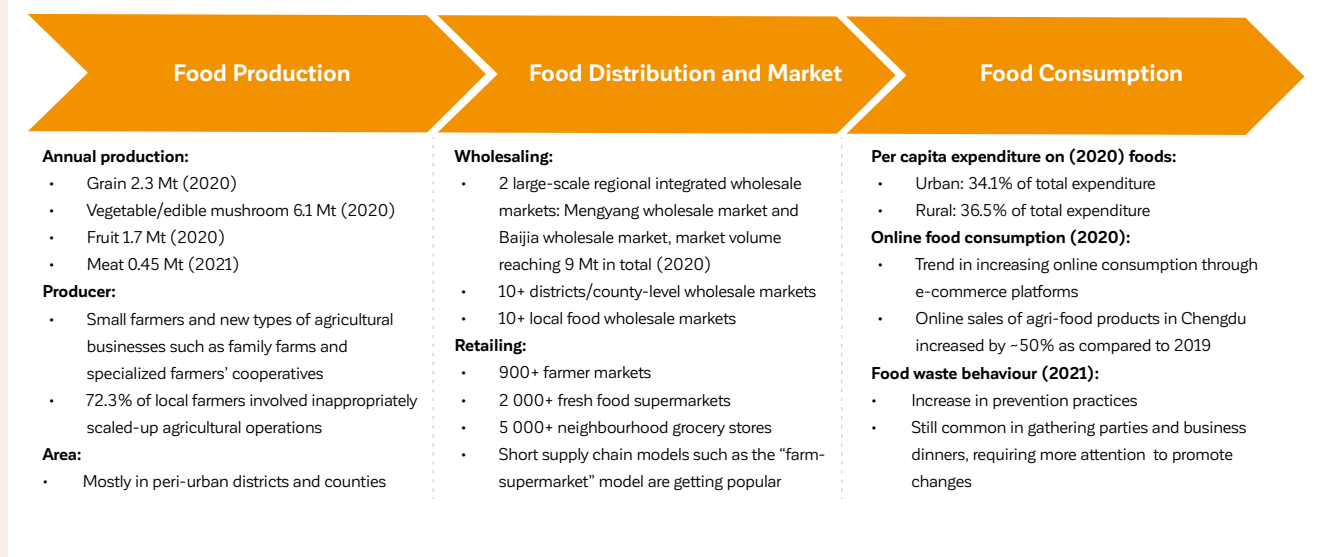 Food Production
Food Distribution and Market
Food Consumption
Annual production:
• Grain 2.3 Mt (2020)
• Vegetable/edible mushroom 6.1 Mt (2020)
• Fruit 1.7 Mt (2020)
• Meat 0.45 Mt (2021)
Producer:
• Small farmers and new types of agricultural
businesses such as family farms and
specialized farmers’ cooperatives
• 72.3% of local farmers involved inappropriately
scaled-up agricultural operations
Area:
• Mostly in peri-urban districts and counties
Wholesaling:
• 2 large-scale regional integrated wholesale
markets: Mengyang wholesale market and
Baijia wholesale market, market volume
reaching 9 Mt in total (2020)
• 10+ districts/county-level wholesale markets
• 10+ local food wholesale markets
Retailing:
• 900+ farmer markets
• 2 000+ fresh food supermarkets
• 5 000+ neighbourhood grocery stores
• Short supply chain models such as the “farm-
supermarket” model are getting popular
Per capita expenditure on (2020) foods:
• Urban: 34.1% of total expenditure
• Rural: 36.5% of total expenditure
Online food consumption (2020):
• Trend in increasing online consumption through
e-commerce platforms
• Online sales of agri-food products in Chengdu
increased by ~50% as compared to 2019
Food waste behaviour (2021):
• Increase in prevention practices
• Still common in gathering parties and business
dinners, requiring more attention to promote
changes